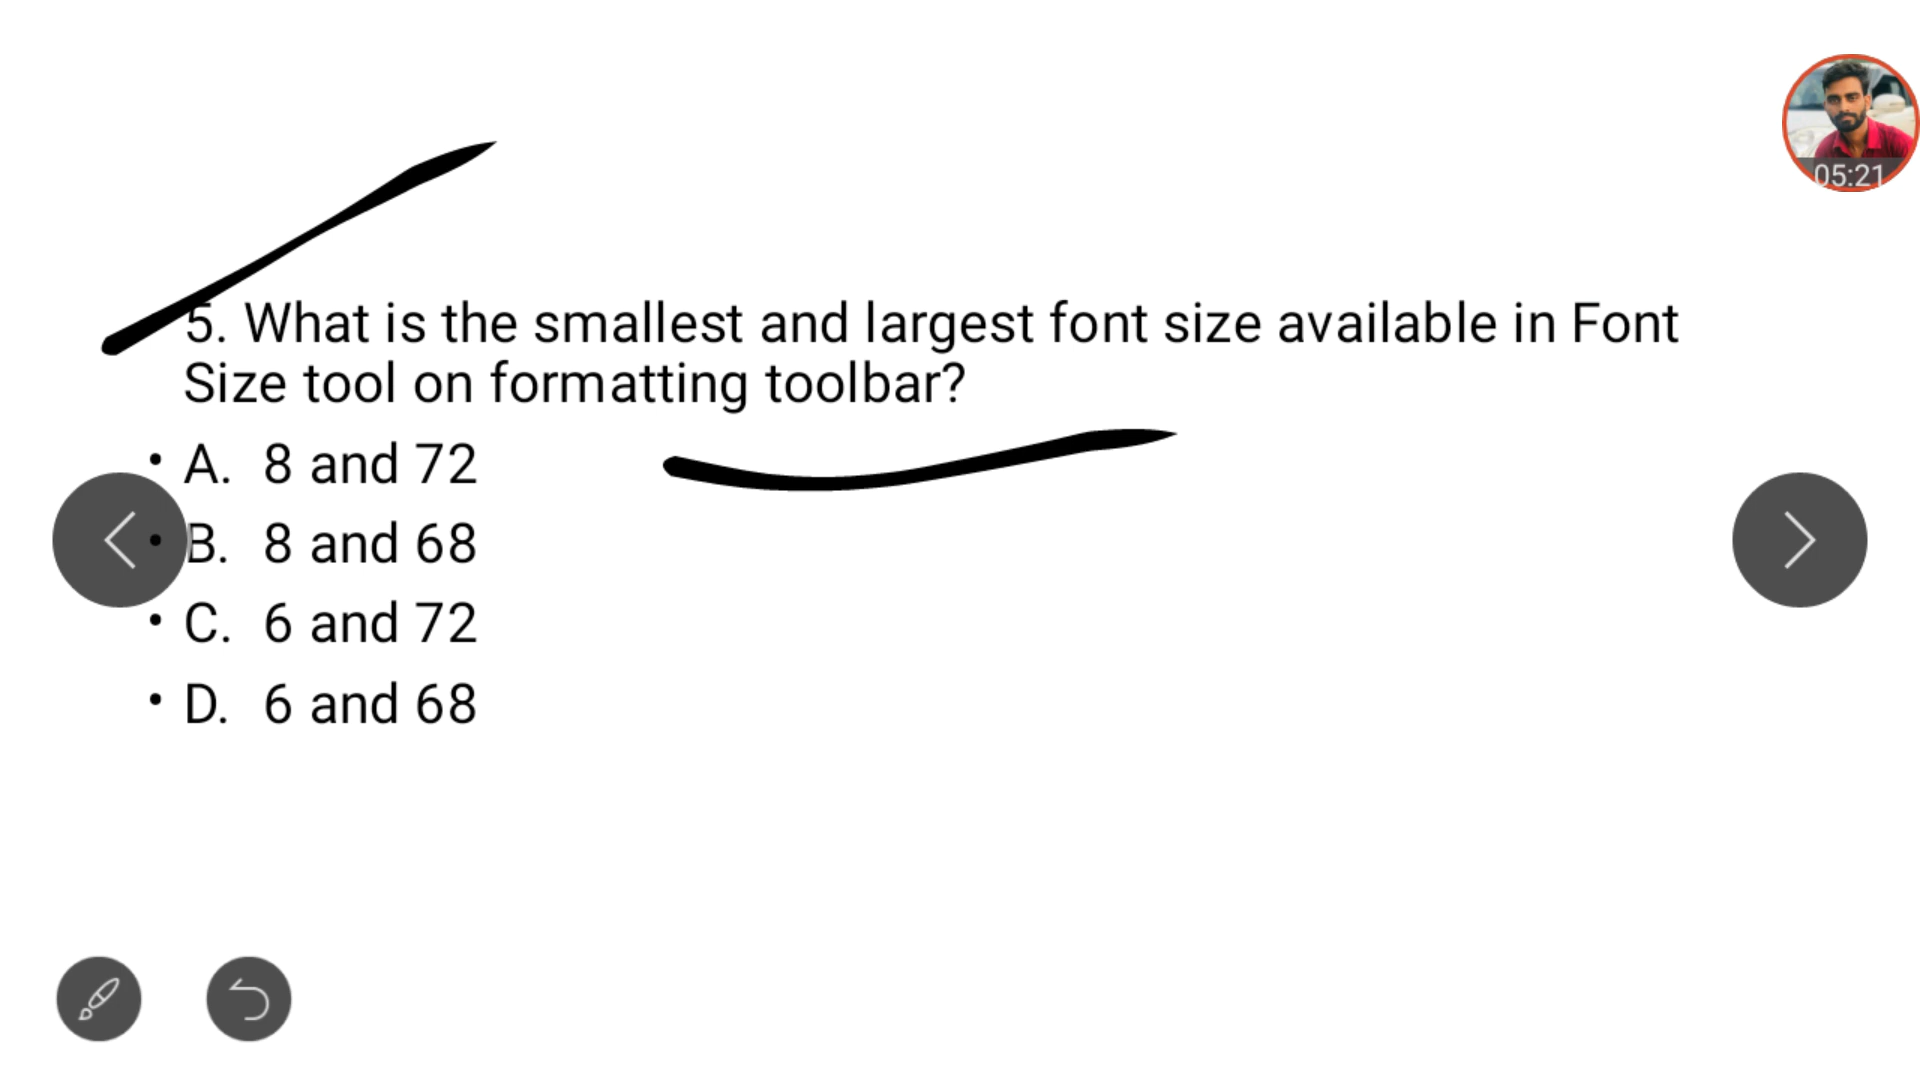 05:21
5. What is the smallest and largest font size available in Font
Size tool on formatting toolbar?
• A. 8 and 72
• B. 8 and 68
• C. 6 and 72
• D. 6 and 68